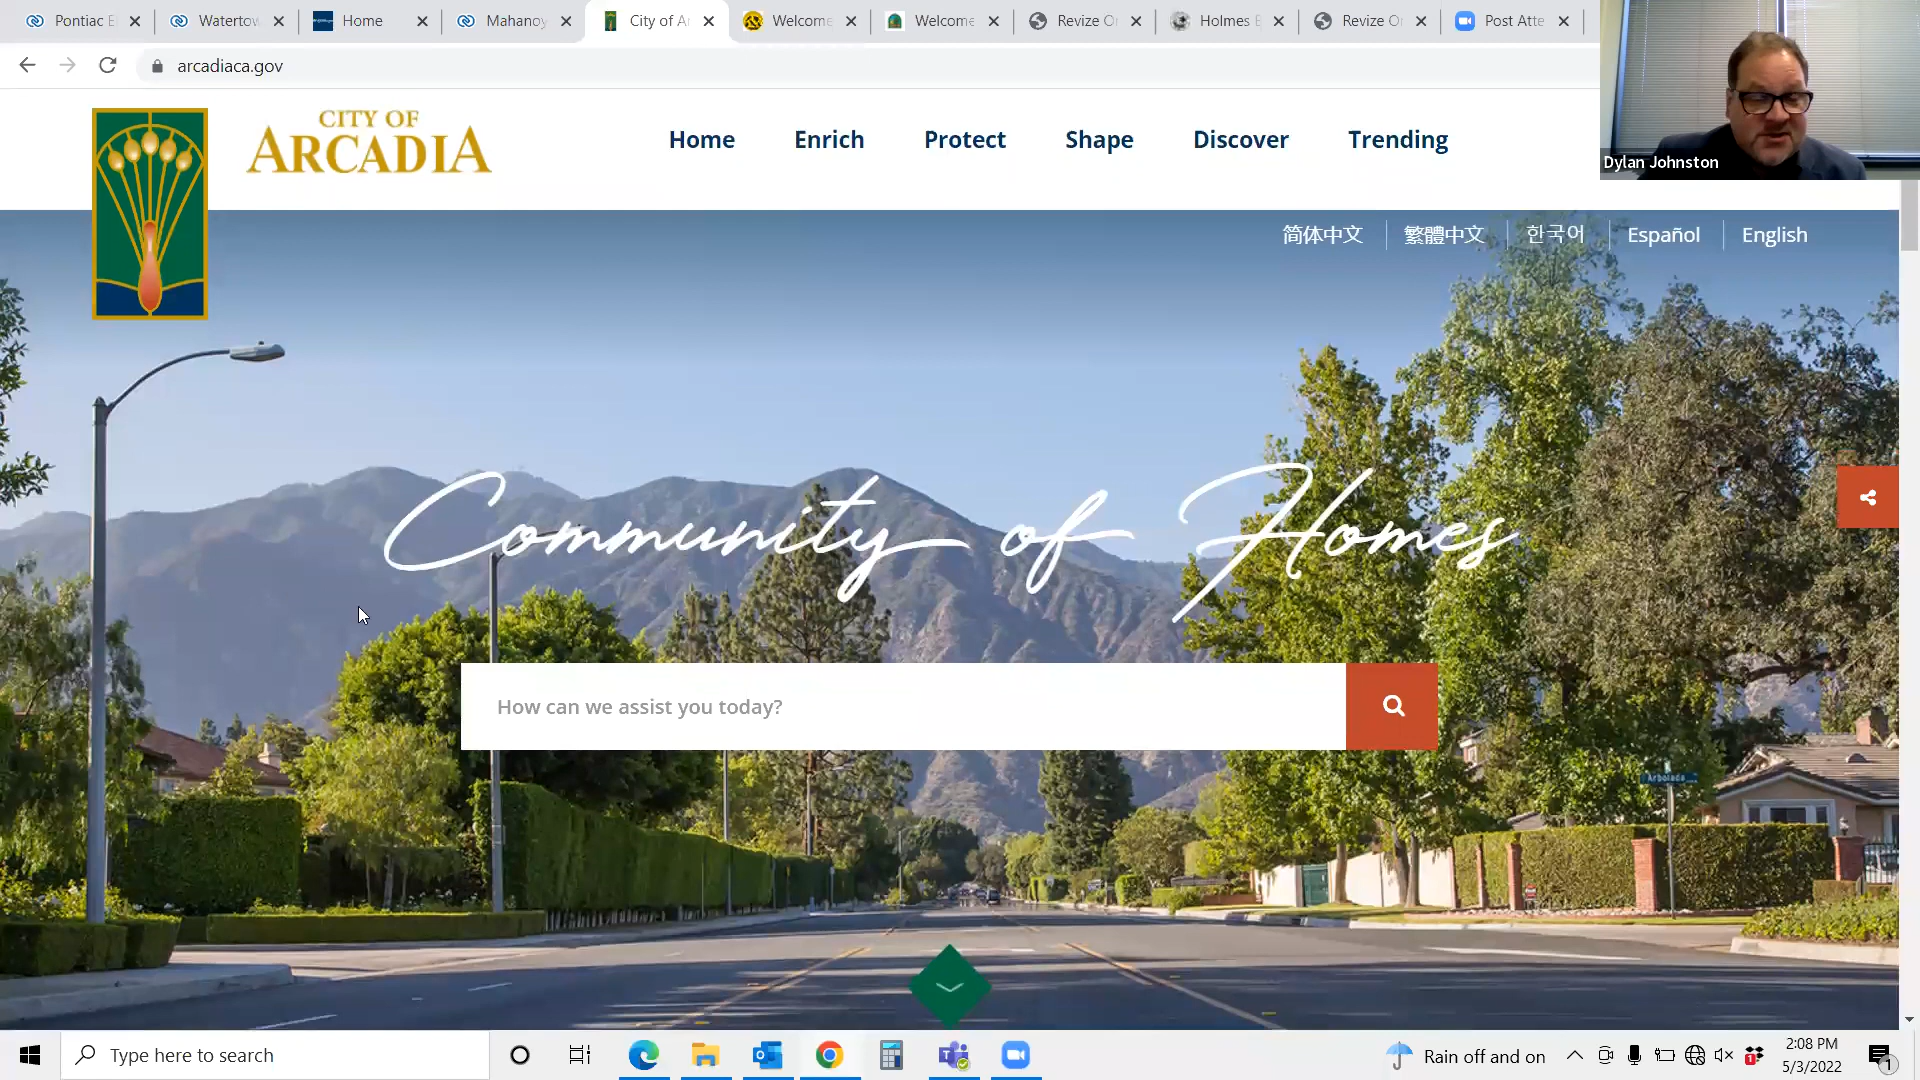 Pontiac E
Watertow
Home
Mahanoy
City of A
Welcome
Welcome
Revize O
Holmes B
Revize O
Post Atte
arcadiaca.gov
CITY OF
ARCADIA
Home
Enrich
Protect
Shape
Discover
Trending
Dylan Johnston
简体中文
繁體中文
한국어
Español
English
Community of Homes
How can we assist you today?
Arbolada
Type here to search
Rain off and on
2:08 PM
5/3/2022
1